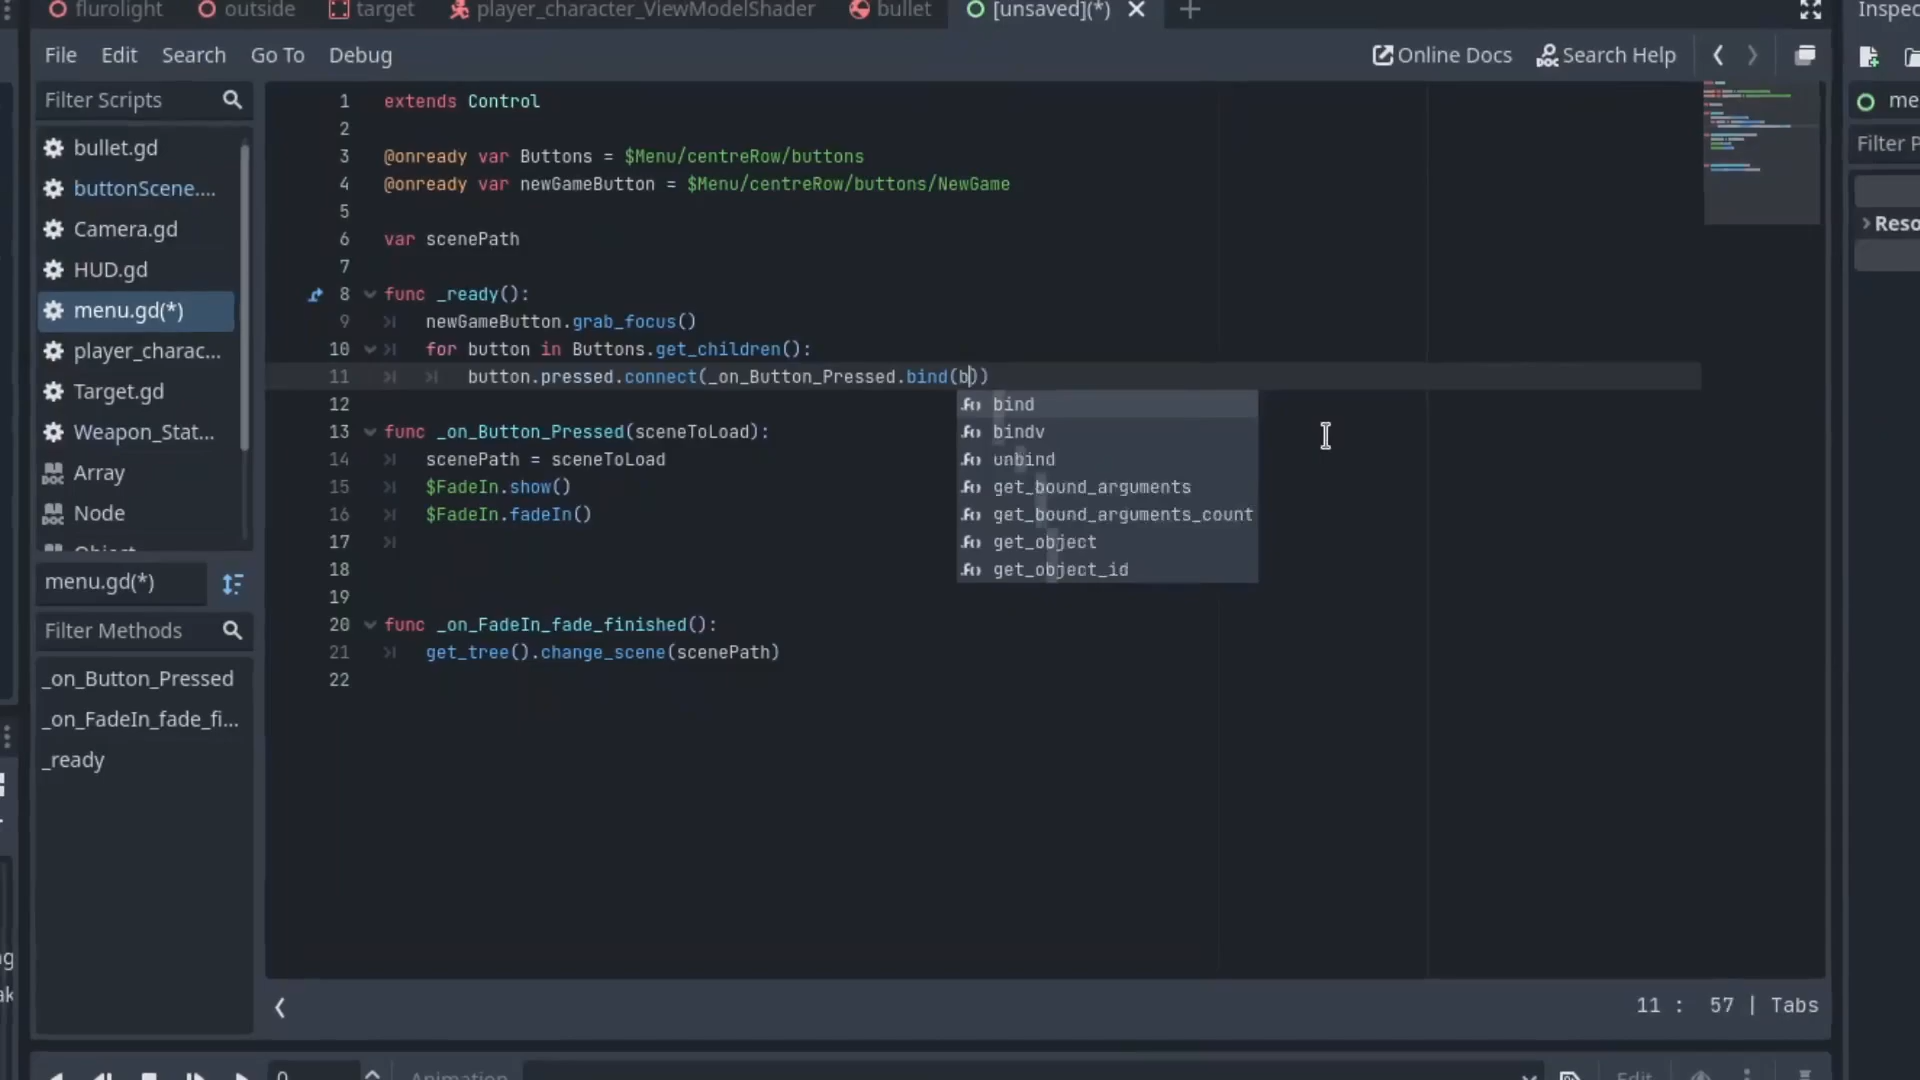 flurolight outside target player_character_ViewModelShader bullet [unsaved](*)
Inspec
File Edit Search Go To Debug Online Docs Search Help
Filter Scripts
bullet.gd
buttonScene....
Camera.gd
HUD.gd
menu.gd(*)
player_charac...
Target.gd
Weapon_Stat...
Array
Node
menu.gd(*)
Filter Methods
_on_Button_Pressed
_on_FadeIn_fade_fi...
_ready
1 extends Control
2
3 @onready var Buttons = $Menu/centreRow/buttons
4 @onready var newGameButton = $Menu/centreRow/buttons/NewGame
5
6 var scenePath
7
8 func _ready():
9 newGameButton.grab_focus()
10 for button in Buttons.get_children():
11 button.pressed.connect(_on_Button_Pressed.bind(b))
12
13 func _on_Button_Pressed(sceneToLoad):
14 scenePath = sceneToLoad
15 $FadeIn.show()
16 $FadeIn.fadeIn()
17
18
19
20 func _on_FadeIn_fade_finished():
21 get_tree().change_scene(scenePath)
22
bind
bindv
unbind
get_bound_arguments
get_bound_arguments_count
get_object
get_object_id
11 : 57 | Tabs
me
Filter P
Reso